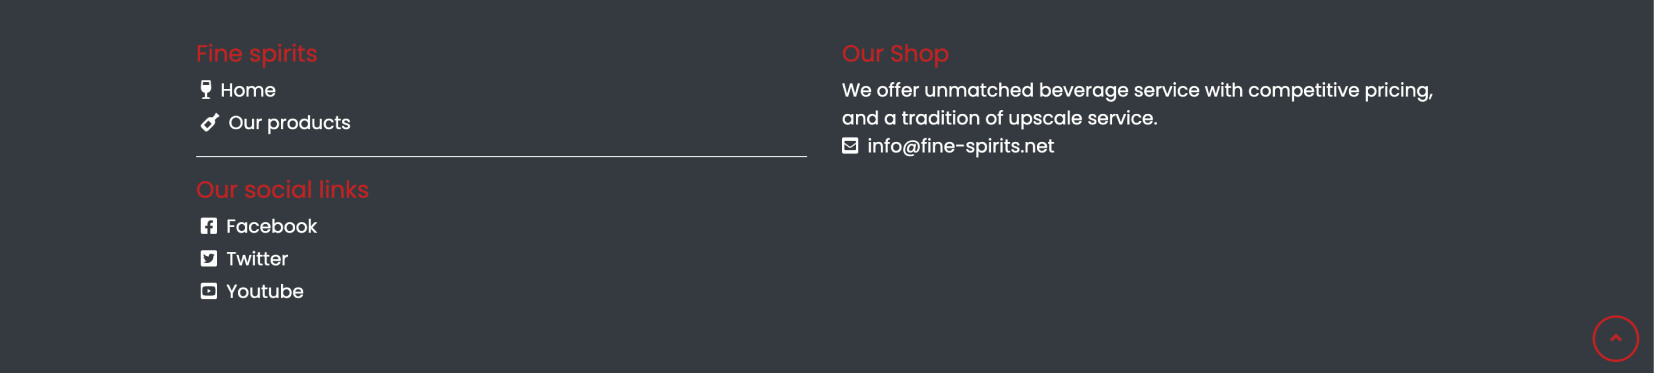 Fine spirits
Home
Our products
Our social links
Facebook
Twitter
Youtube
Our Shop
We offer unmatched beverage service with competitive pricing,
and a tradition of upscale service.
info@fine-spirits.net